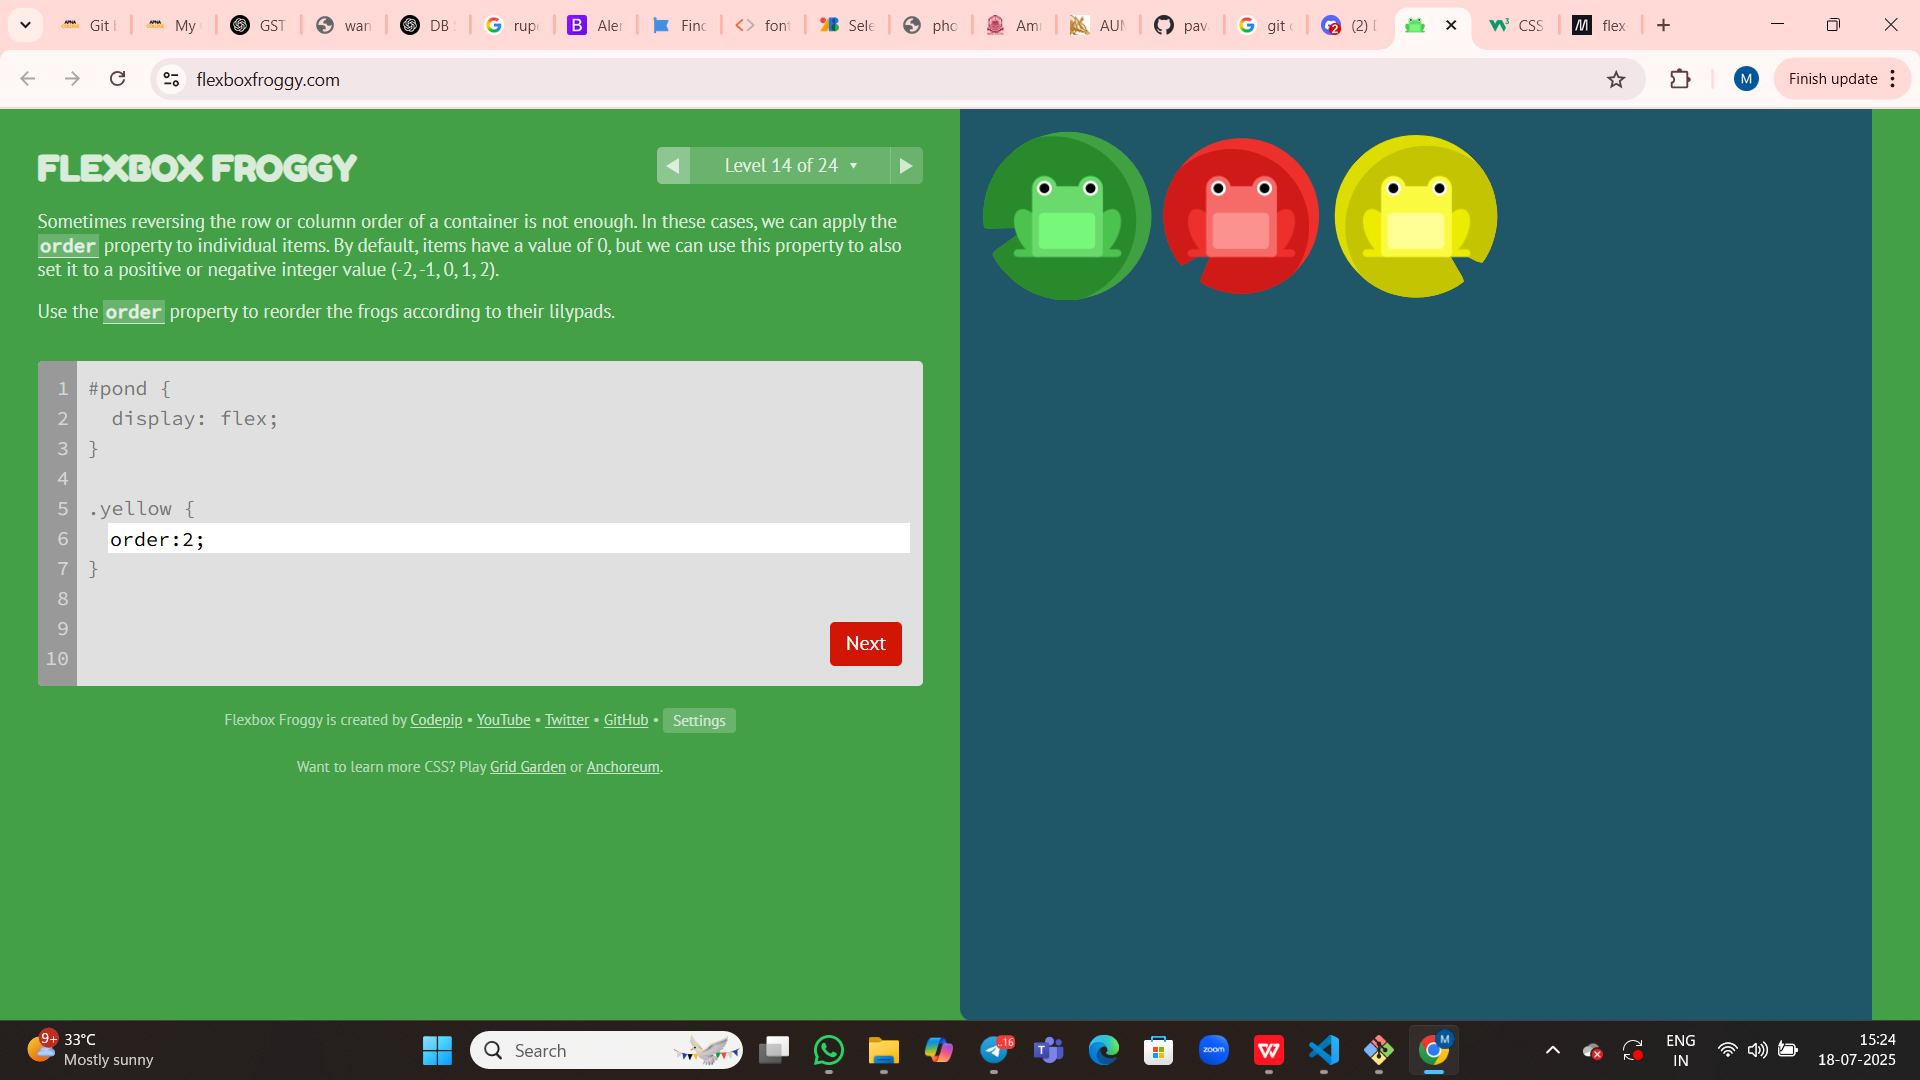 Git
My
GST
wan
DB
rup
B Aler
Finc
font
Sele
pho
Am
AUM
pav
git
(2)
CSS
flex
flexboxfroggy.com
M
Finish update
FLEXBOX FROGGY
Level 14 of 24
Sometimes reversing the row or column order of a container is not enough. In these cases, we can apply the
order property to individual items. By default, items have a value of 0, but we can use this property to also
set it to a positive or negative integer value (-2, -1, 0, 1, 2).
Use the order property to reorder the frogs according to their lilypads.
1 #pond {
2 display: flex;
3 }
4
5 .yellow {
6 order:2;
7 }
8
9
10
Next
Flexbox Froggy is created by Codepip • YouTube • Twitter • GitHub • Settings
Want to learn more CSS? Play Grid Garden or Anchoreum.
9+
33°C
Mostly sunny
Search
16
zoom
M
ENG
IN
15:24
18-07-2025